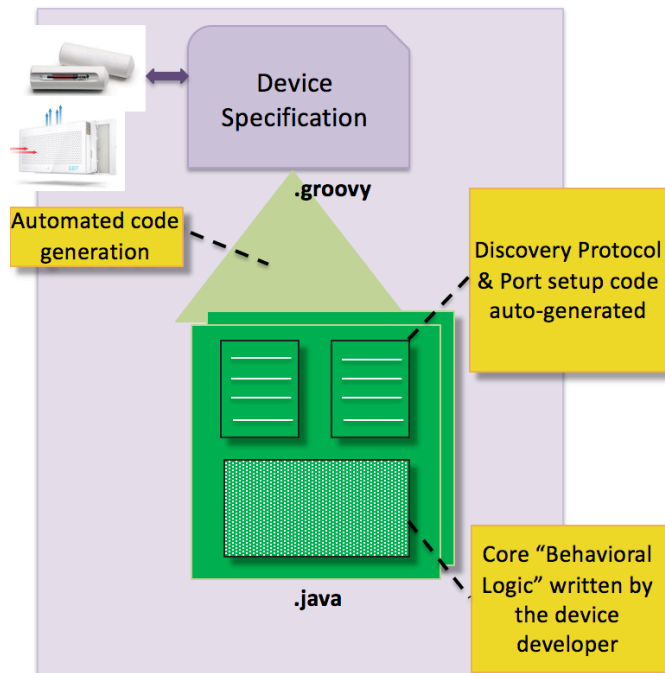 Device
Specification
.groovy
Automated code
generation
Discovery Protocol
& Port setup code
auto-generated
Core “Behavioral
Logic” written by
the device
developer
.java